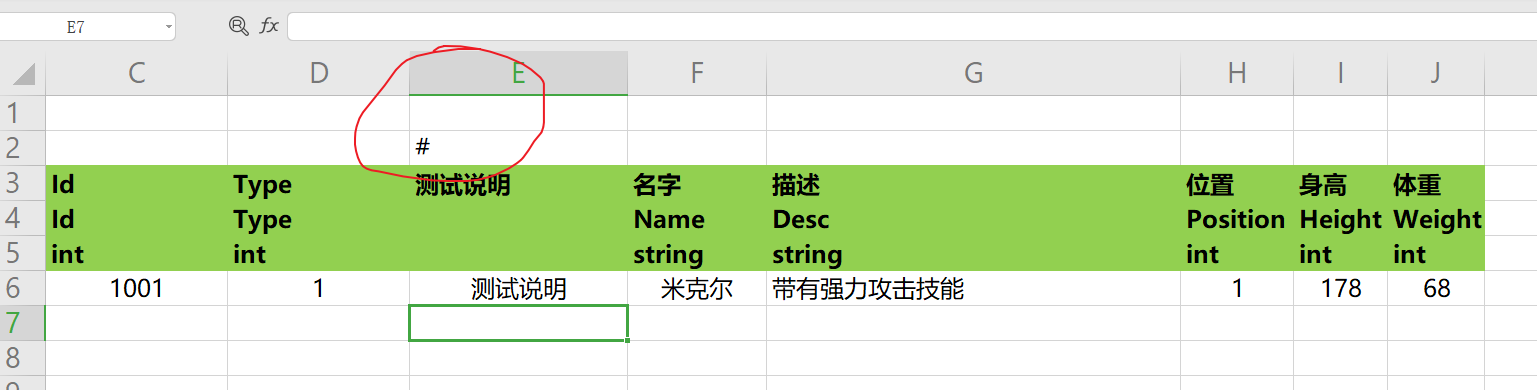 E7 fx
C D E F G H I J
1
2 #
3 Id Type 测试说明 名字 描述 位置 身高 体重
4 Id Type Name Desc Position Height Weight
5 int int string string int int int
6 1001 1 测试说明 米克尔 带有强力攻击技能 1 178 68
7
8